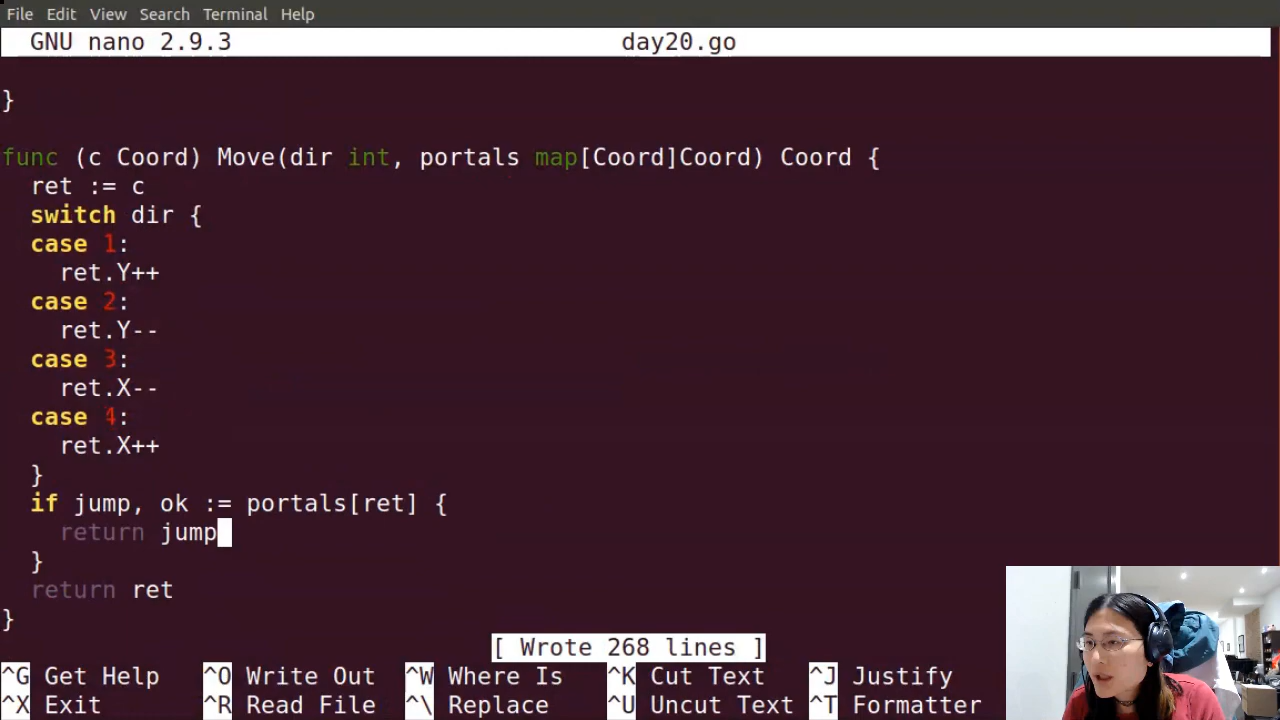 File Edit View Search Terminal Help
GNU nano 2.9.3 day20.go
}
func (c Coord) Move(dir int, portals map[Coord]Coord) Coord {
ret := c
switch dir {
case 1:
ret.Y++
case 2:
ret.Y--
case 3:
ret.X--
case 4:
ret.X++
}
if jump, ok := portals[ret] {
return jump
}
return ret
}
[ Wrote 268 lines ]
^G Get Help ^O Write Out ^W Where Is ^K Cut Text ^J Justify
^X Exit ^R Read File ^\ Replace ^U Uncut Text ^T Formatter